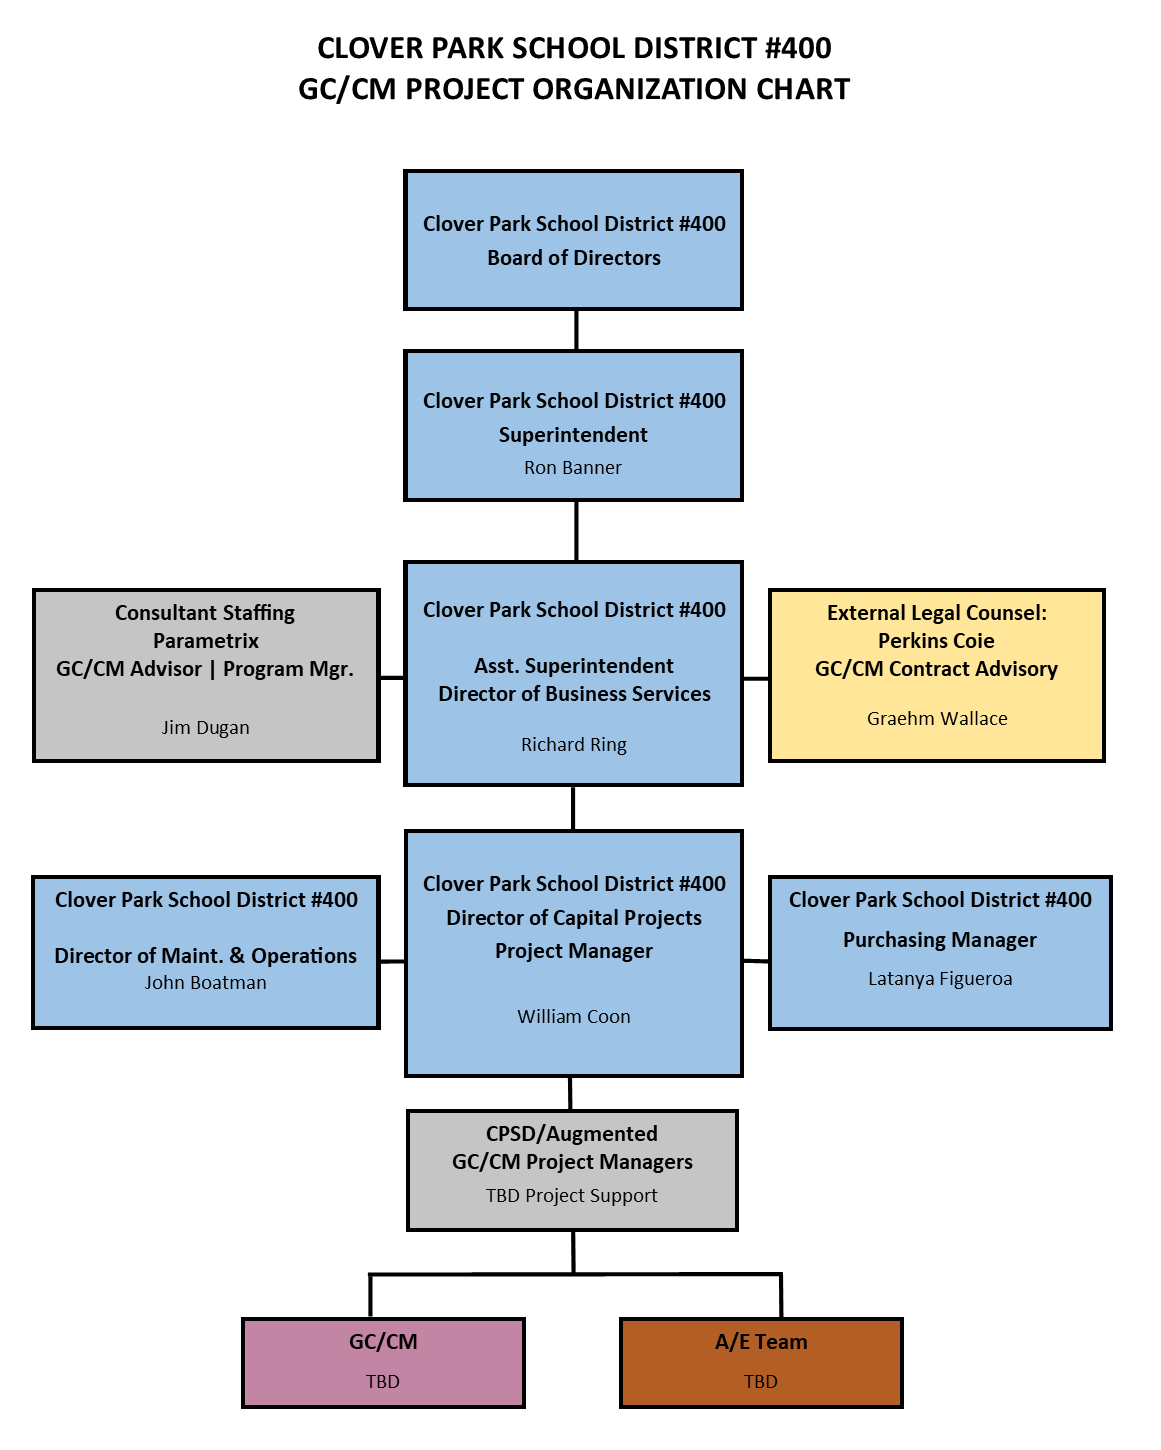 CLOVER PARK SCHOOL DISTRICT #400
GC/CM PROJECT ORGANIZATION CHART
Clover Park School District #400
Board of Directors
Clover Park School District #400
Superintendent
Ron Banner
Consultant Staffing
Parametrix
GC/CM Advisor | Program Mgr.
Jim Dugan
Clover Park School District #400
Asst. Superintendent
Director of Business Services
Richard Ring
External Legal Counsel:
Perkins Coie
GC/CM Contract Advisory
Graehm Wallace
Clover Park School District #400
Director of Maint. & Operations
John Boatman
Clover Park School District #400
Director of Capital Projects
Project Manager
William Coon
Clover Park School District #400
Purchasing Manager
Latanya Figueroa
CPSD/Augmented
GC/CM Project Managers
TBD Project Support
GC/CM
TBD
A/E Team
TBD